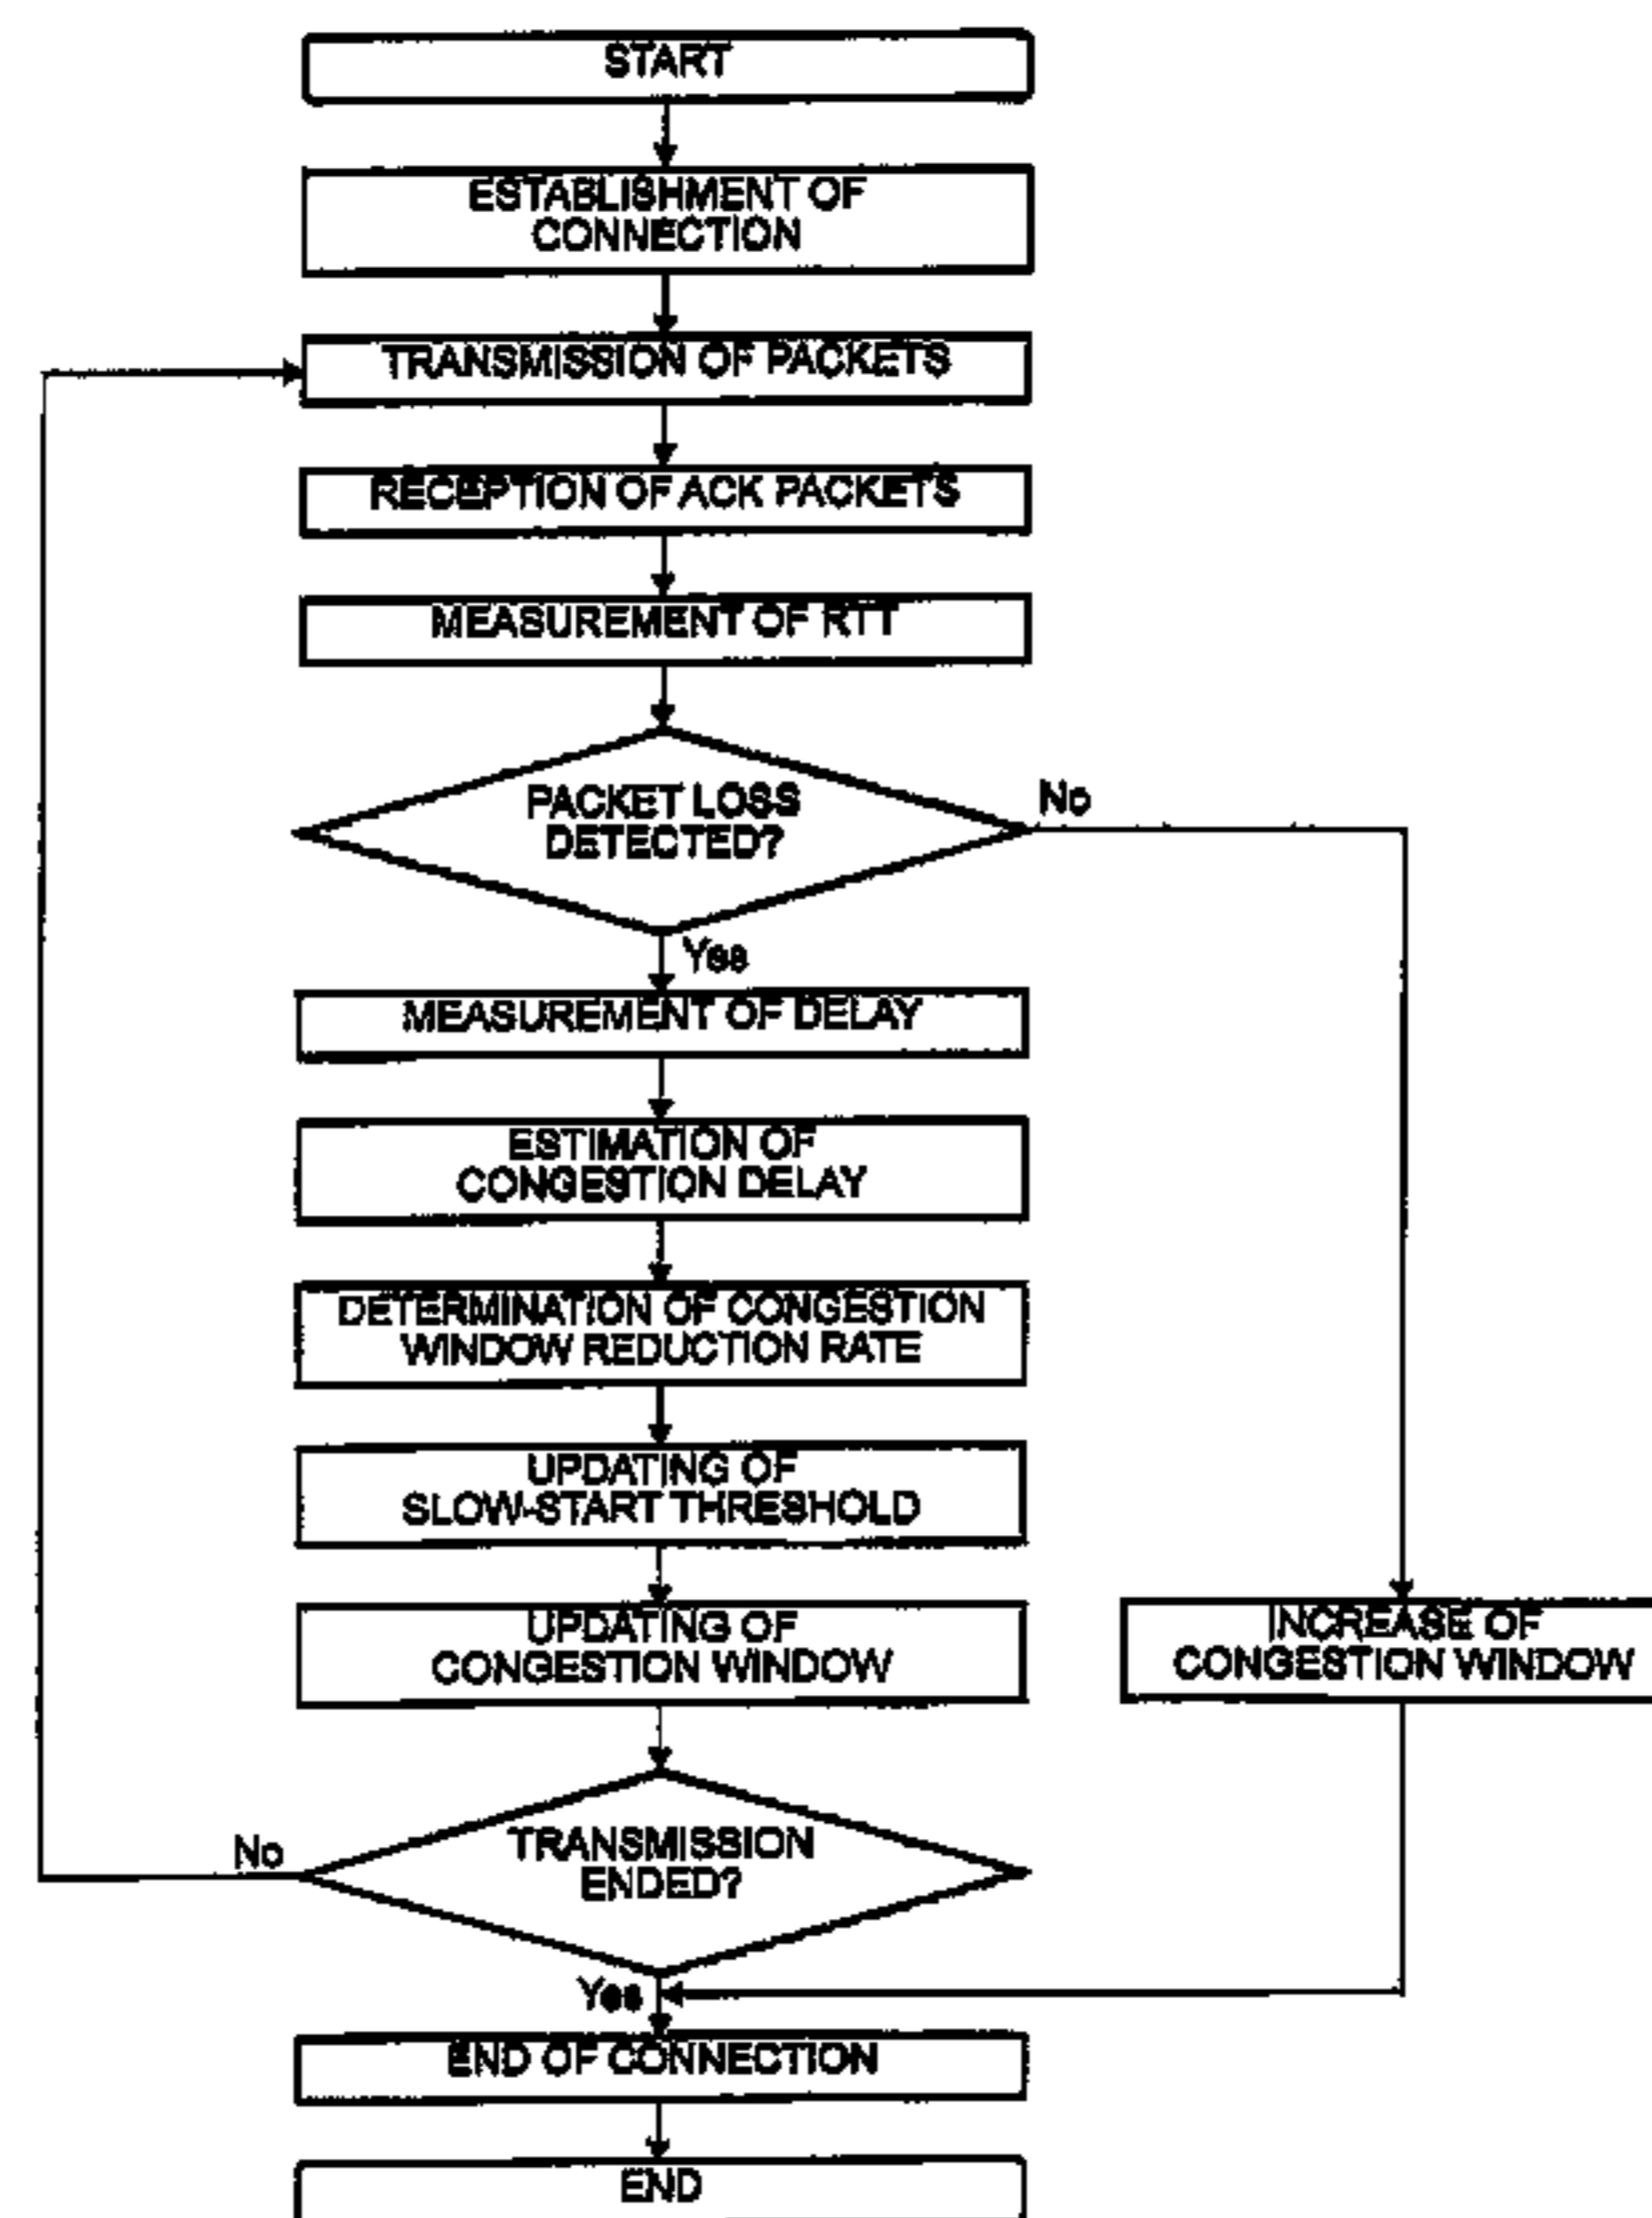 START
ESTABLISHMENT OF
CONNECTION
TRANSMISSION OF PACKETS
RECEPTION OF ACK PACKETS
MEASUREMENT OF RTT
PACKET LOSS
DETECTED?
No
Yes
MEASUREMENT OF DELAY
ESTIMATION OF
CONGESTION DELAY
DETERMINATION OF CONGESTION
WINDOW REDUCTION RATE
UPDATING OF
SLOW-START THRESHOLD
UPDATING OF
CONGESTION WINDOW
INCREASE OF
CONGESTION WINDOW
TRANSMISSION
ENDED?
No
Yes
END OF CONNECTION
END